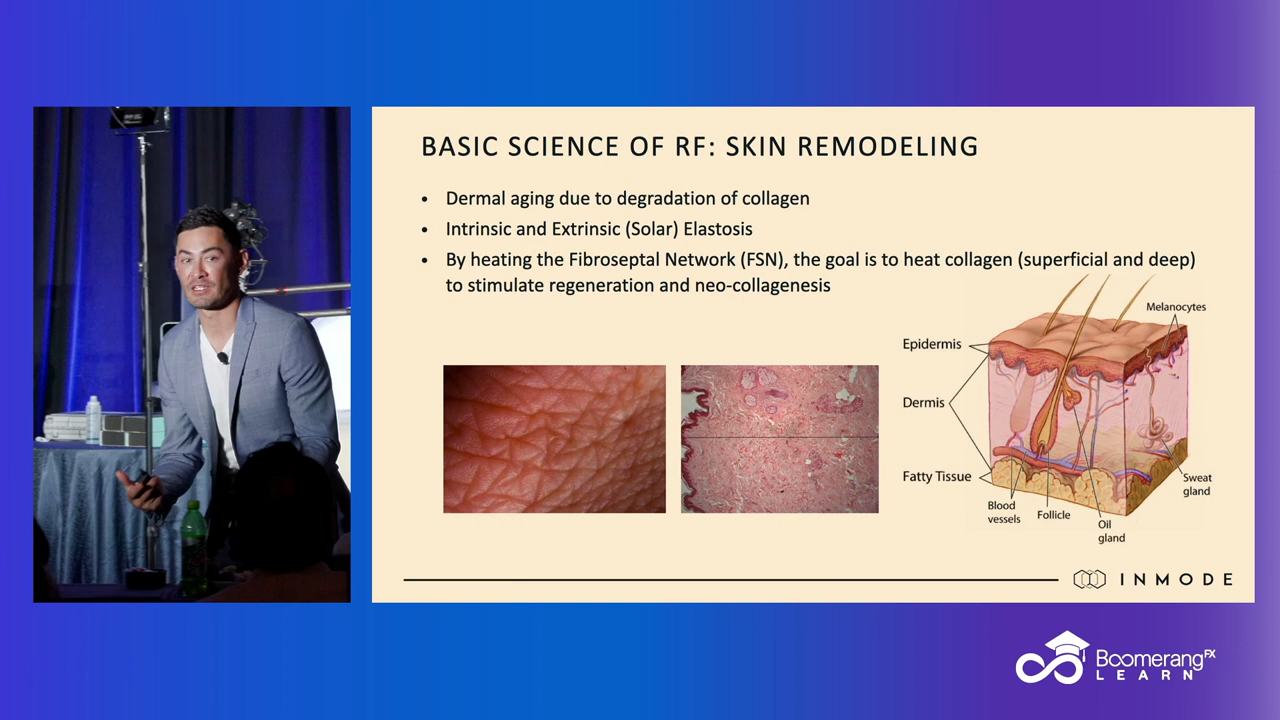 BASIC SCIENCE OF RF: SKIN REMODELING
• Dermal aging due to degradation of collagen
• Intrinsic and Extrinsic (Solar) Elastosis
• By heating the Fibroseptal Network (FSN), the goal is to heat collagen (superficial and deep)
to stimulate regeneration and neo-collagenesis
Melanocytes
Epidermis
Dermis
Fatty Tissue
Sweat
gland
Blood
vessels
Follicle
Oil
gland
INMODE
BoomerangFX
LEARN